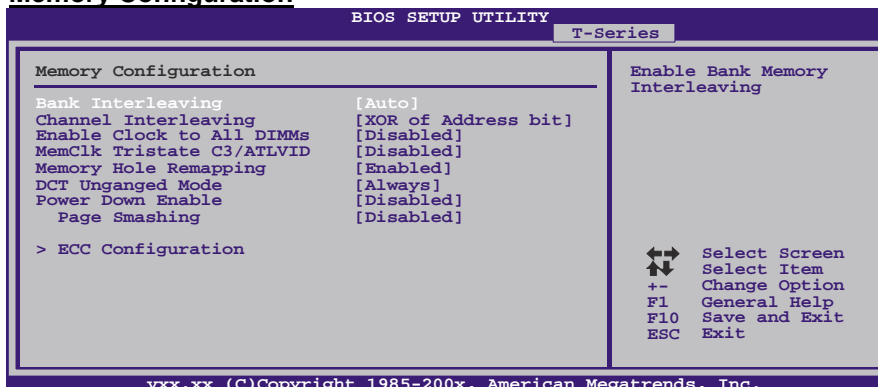 Memory Configuration
BIOS SETUP UTILITY
T-Series
Memory Configuration
Bank Interleaving [Auto]
Channel Interleaving [XOR of Address bit]
Enable Clock to All DIMMs [Disabled]
MemClk Tristate C3/ATLVID [Disabled]
Memory Hole Remapping [Enabled]
DCT Unganged Mode [Always]
Power Down Enable [Disabled]
Page Smashing [Disabled]
> ECC Configuration
Enable Bank Memory
Interleaving
Select Screen
Select Item
+- Change Option
F1 General Help
F10 Save and Exit
ESC Exit
vxx.xx (C)Copyright 1985-200x, American Megatrends, Inc.